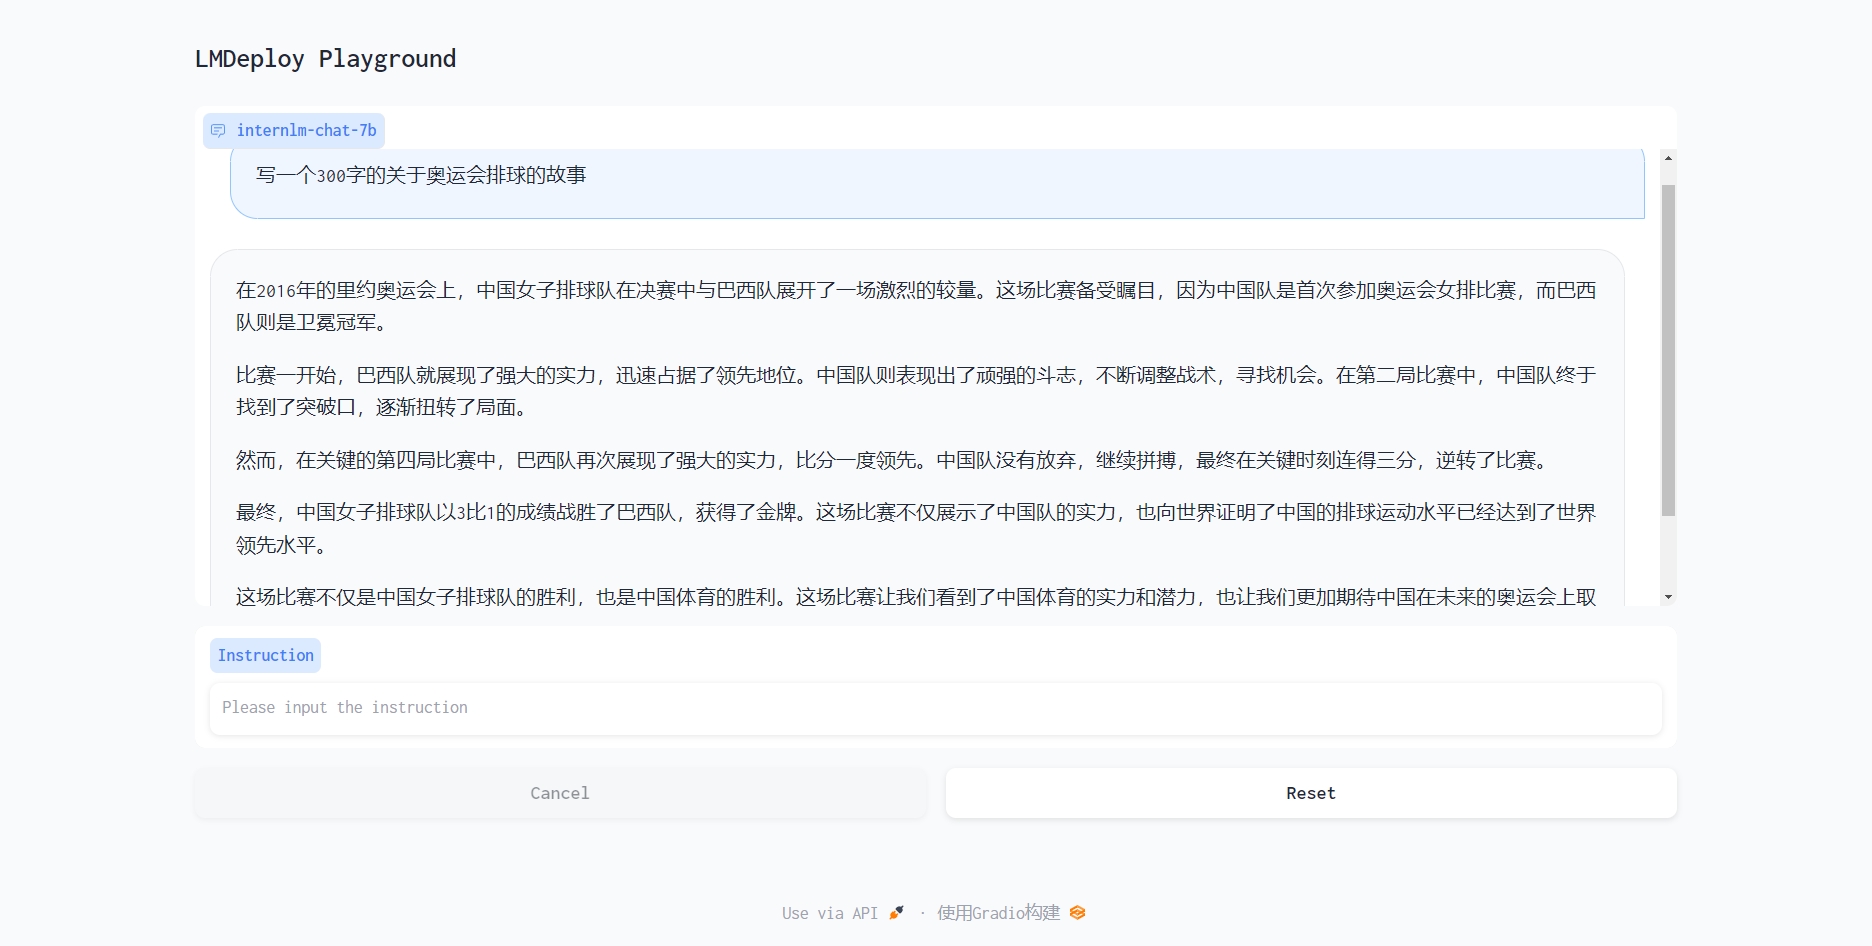 LMDeploy Playground
internlm-chat-7b
写一个300字的关于奥运会排球的故事
在2016年的里约奥运会上，中国女子排球队在决赛中与巴西队展开了一场激烈的较量。这场比赛备受瞩目，因为中国队是首次参加奥运会女排比赛，而巴西
队则是卫冕冠军。
比赛一开始，巴西队就展现了强大的实力，迅速占据了领先地位。中国队则表现出了顽强的斗志，不断调整战术，寻找机会。在第二局比赛中，中国队终于
找到了突破口，逐渐扭转了局面。
然而，在关键的第四局比赛中，巴西队再次展现了强大的实力，比分一度领先。中国队没有放弃，继续拼搏，最终在关键时刻连得三分，逆转了比赛。
最终，中国女子排球队以3比1的成绩战胜了巴西队，获得了金牌。这场比赛不仅展示了中国队的实力，也向世界证明了中国的排球运动水平已经达到了世界
领先水平。
这场比赛不仅是中国女子排球队的胜利，也是中国体育的胜利。这场比赛让我们看到了中国体育的实力和潜力，也让我们更加期待中国在未来的奥运会上取
Instruction
Please input the instruction
Cancel
Reset
Use via API · 使用Gradio构建